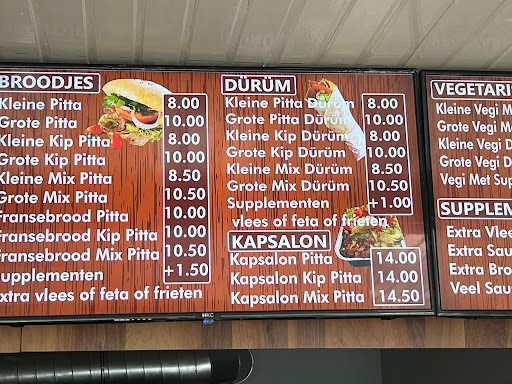 BROODJES
Kleine Pitta 8.00
Grote Pitta 10.00
Kleine Kip Pitta 8.00
Grote Kip Pitta 10.00
Kleine Mix Pitta 8.50
Grote Mix Pitta 10.50
Fransebrood Pitta 10.00
Fransebrood Kip Pitta 10.00
Fransebrood Mix Pitta 10.50
Supplementen +1.50
Extra vlees of feta of frieten
DÜRÜM
Kleine Pitta Dürüm 8.00
Grote Pitta Dürüm 10.00
Kleine Kip Dürüm 8.00
Grote Kip Dürüm 10.00
Kleine Mix Dürüm 8.50
Grote Mix Dürüm 10.50
Supplementen +1.00
vlees of feta of frieten
KAPSALON
Kapsalon Pitta 14.00
Kapsalon Kip Pitta 14.00
Kapsalon Mix Pitta 14.50
VEGETARI
Kleine Vegi M
Grote Vegi M
Kleine Vegi D
Grote Vegi D
Vegi Met Sup
SUPPLEM
Extra Vlee
Extra Sau
Extra Bro
Veel Sau